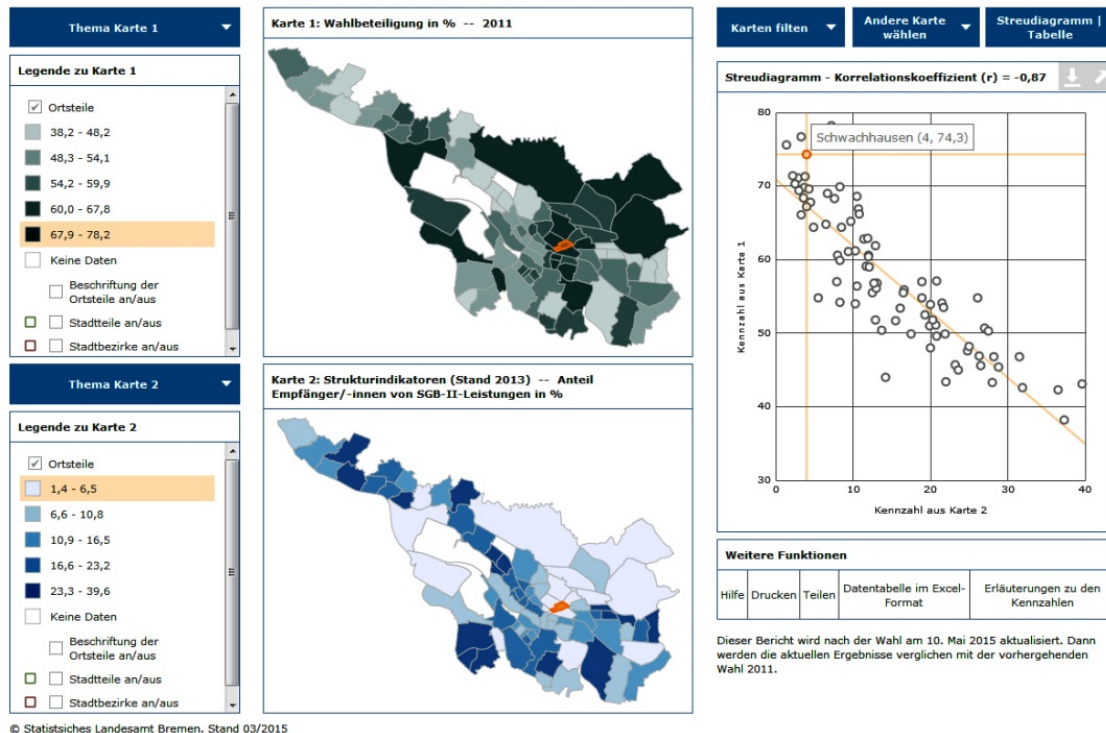 Thema Karte 1
Legende zu Karte 1
Ortsteile
38,2 - 48,2
48,3 - 54,1
54,2 - 59,9
60,0 - 67,8
67,9 - 78,2
Keine Daten
Beschriftung der
Ortsteile an/aus
Stadtteile an/aus
Stadtbezirke an/aus
Karte 1: Wahlbeteiligung in % -- 2011
Thema Karte 2
Legende zu Karte 2
Ortsteile
1,4 - 6,5
6,6 - 10,8
10,9 - 16,5
16,6 - 23,2
23,3 - 39,6
Keine Daten
Beschriftung der
Ortsteile an/aus
Stadtteile an/aus
Stadtbezirke an/aus
Karte 2: Strukturindikatoren (Stand 2013) -- Anteil
Empfänger/-innen von SGB-II-Leistungen in %
Karten filten
Andere Karte
wählen
Streudiagramm |
Tabelle
Streudiagramm - Korrelationskoeffizient (r) = -0,87
Schwachhausen (4, 74,3)
80
70
60
50
40
30
Kennzahl aus Karte 1
0 10 20 30 40
Kennzahl aus Karte 2
Weitere Funktionen
Hilfe
Drucken
Teilen
Datentabelle im Excel-
Format
Erläuterungen zu den
Kennzahlen
Dieser Bericht wird nach der Wahl am 10. Mai 2015 aktualisiert. Dann
werden die aktuellen Ergebnisse verglichen mit der vorhergehenden
Wahl 2011.
© Statistsiches Landesamt Bremen. Stand 03/2015